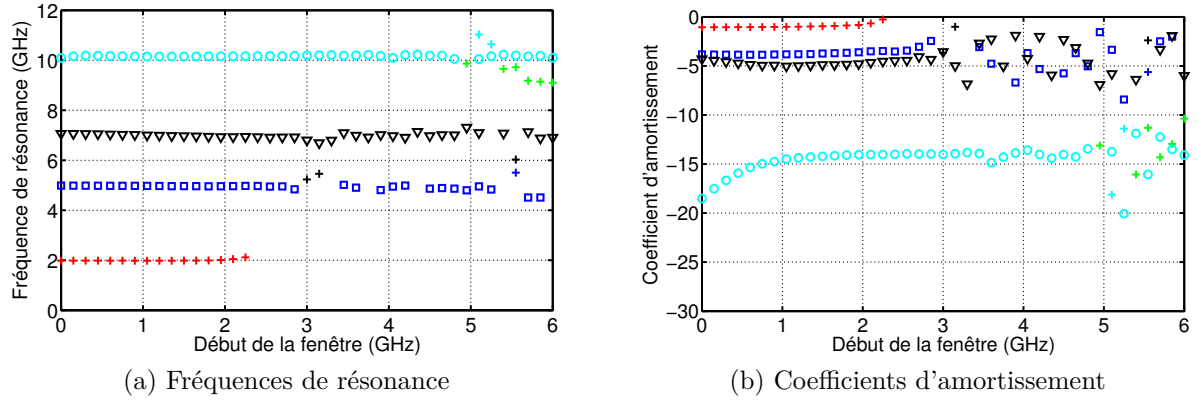 12
10
8
6
4
2
0
0 1 2 3 4 5 6
Fréquence de résonance (GHz)
Début de la fenêtre (GHz)
(a) Fréquences de résonance
0
−5
−10
−15
−20
−25
−30
0 1 2 3 4 5 6
Coefficient d'amortissement
Début de la fenêtre (GHz)
(b) Coefficients d'amortissement